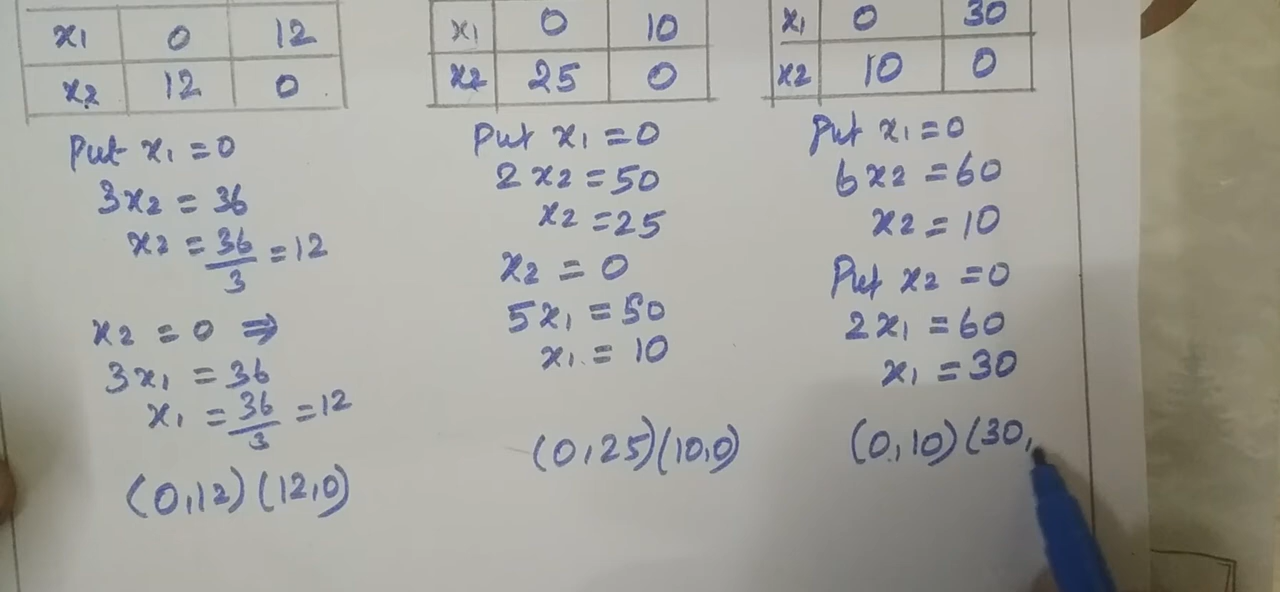 x1 0 12
x2 12 0
Put x1 = 0
3x2 = 36
x2 = 36/3 = 12
x2 = 0 ⇒
3x1 = 36
x1 = 36/3 = 12
(0,12) (12,0)
x1 0 10
x2 25 0
Put x1 = 0
2x2 = 50
x2 = 25
x2 = 0
5x1 = 50
x1 = 10
(0,25) (10,0)
x1 0 30
x2 10 0
Put x1 = 0
6x2 = 60
x2 = 10
Put x2 = 0
2x1 = 60
x1 = 30
(0,10) (30,